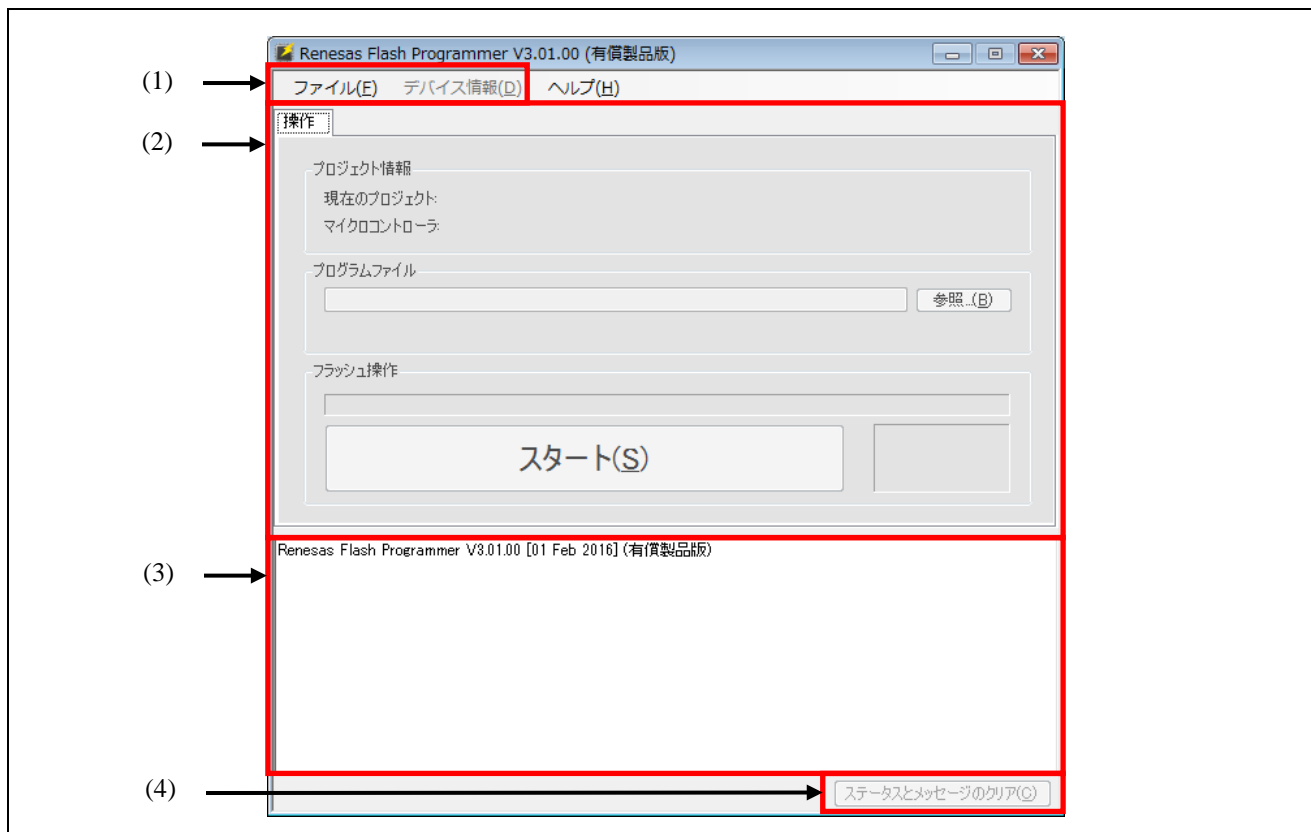 Renesas Flash Programmer V3.01.00 (有償製品版)
(1)
ファイル(F) デバイス情報(D) ヘルプ(H)
操作
(2)
プロジェクト情報
現在のプロジェクト:
マイクロコントローラ:
プログラムファイル
参照...(B)
フラッシュ操作
スタート(S)
Renesas Flash Programmer V3.01.00 [01 Feb 2016] (有償製品版)
(3)
(4)
ステータスとメッセージのクリア(C)